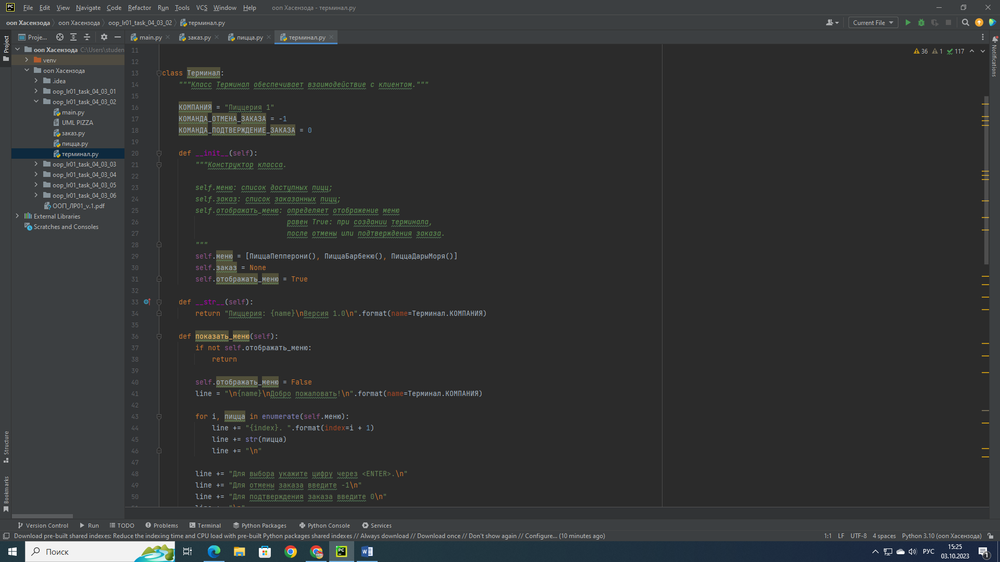 File Edit View Navigate Code Refactor Run Tools VCS Window Help ооп Хасензода - терминал.py
ооп Хасензода ооп Хасензода oop_lr01_task_04_03_02 терминал.py Current File
Proje... main.py заказ.py пицца.py терминал.py
Project
Notifications
36 1 117
ооп Хасензода C:\Users\studen
venv
ооп Хасензода
.idea
oop_lr01_task_04_03_01
oop_lr01_task_04_03_02
main.py
UML PIZZA
заказ.py
пицца.py
терминал.py
oop_lr01_task_04_03_03
oop_lr01_task_04_03_04
oop_lr01_task_04_03_05
oop_lr01_task_04_03_06
ООП_ЛР01_v.1.pdf
External Libraries
Scratches and Consoles
Structure
Bookmarks
11
12
13 class Терминал:
14 """Класс Терминал обеспечивает взаимодействие с клиентом."""
15
16 КОМПАНИЯ = "Пиццерия 1"
17 КОМАНДА_ОТМЕНА_ЗАКАЗА = -1
18 КОМАНДА_ПОДТВЕРЖДЕНИЕ_ЗАКАЗА = 0
19
20 def __init__(self):
21 """Конструктор класса.
22
23 self.меню: список доступных пицц;
24 self.заказ: список заказанных пицц;
25 self.отображать_меню: определяет отображение меню
26 равен True: при создании терминала,
27 после отмены или подтверждения заказа.
28 """
29 self.меню = [ПиццаПепперони(), ПиццаБарбекю(), ПиццаДарыМоря()]
30 self.заказ = None
31 self.отображать_меню = True
32
33 def __str__(self):
34 return "Пиццерия: {name}\nВерсия 1.0\n".format(name=Терминал.КОМПАНИЯ)
35
36 def показать_меню(self):
37 if not self.отображать_меню:
38 return
39
40 self.отображать_меню = False
41 line = "\n{name}\nДобро пожаловать!\n".format(name=Терминал.КОМПАНИЯ)
42
43 for i, пицца in enumerate(self.меню):
44 line += "{index}. ".format(index=i + 1)
45 line += str(пицца)
46 line += "\n"
47
48 line += "Для выбора укажите цифру через <ENTER>.\n"
49 line += "Для отмены заказа введите -1\n"
50 line += "Для подтверждения заказа введите 0\n"
Version Control Run TODO Problems Terminal Python Packages Python Console Services
Download pre-built shared indexes: Reduce the indexing time and CPU load with pre-built Python packages shared indexes // Always download // Download once // Don't show again // Configure... (10 minutes ago) 1:1 LF UTF-8 4 spaces Python 3.10 (ооп Хасензода)
Поиск РУС 15:25
03.10.2023 1